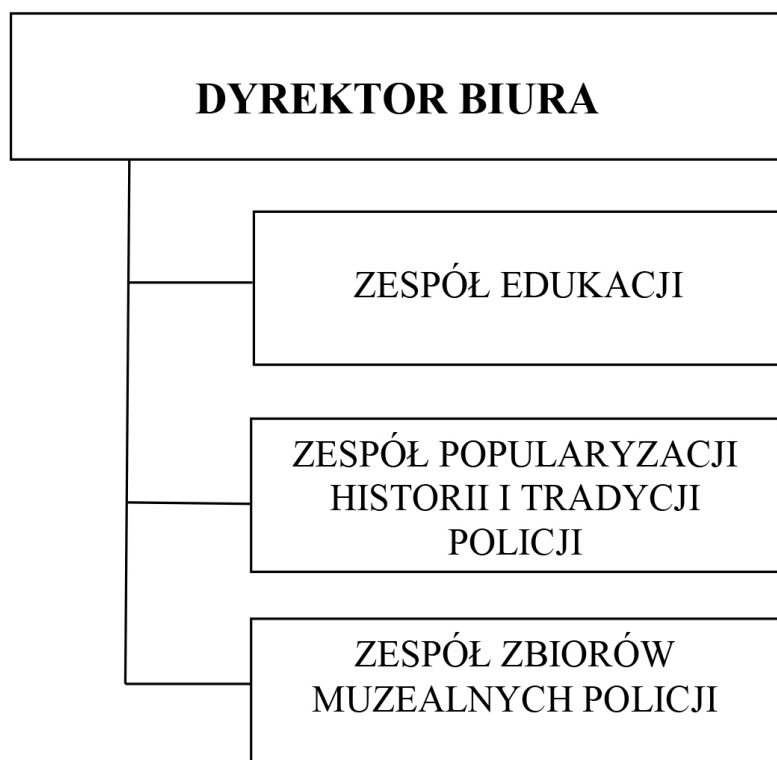 DYREKTOR BIURA
ZESPÓŁ EDUKACJI
ZESPÓŁ POPULARYZACJI
HISTORII I TRADYCJI
POLICJI
ZESPÓŁ ZBIORÓW
MUZEALNYCH POLICJI